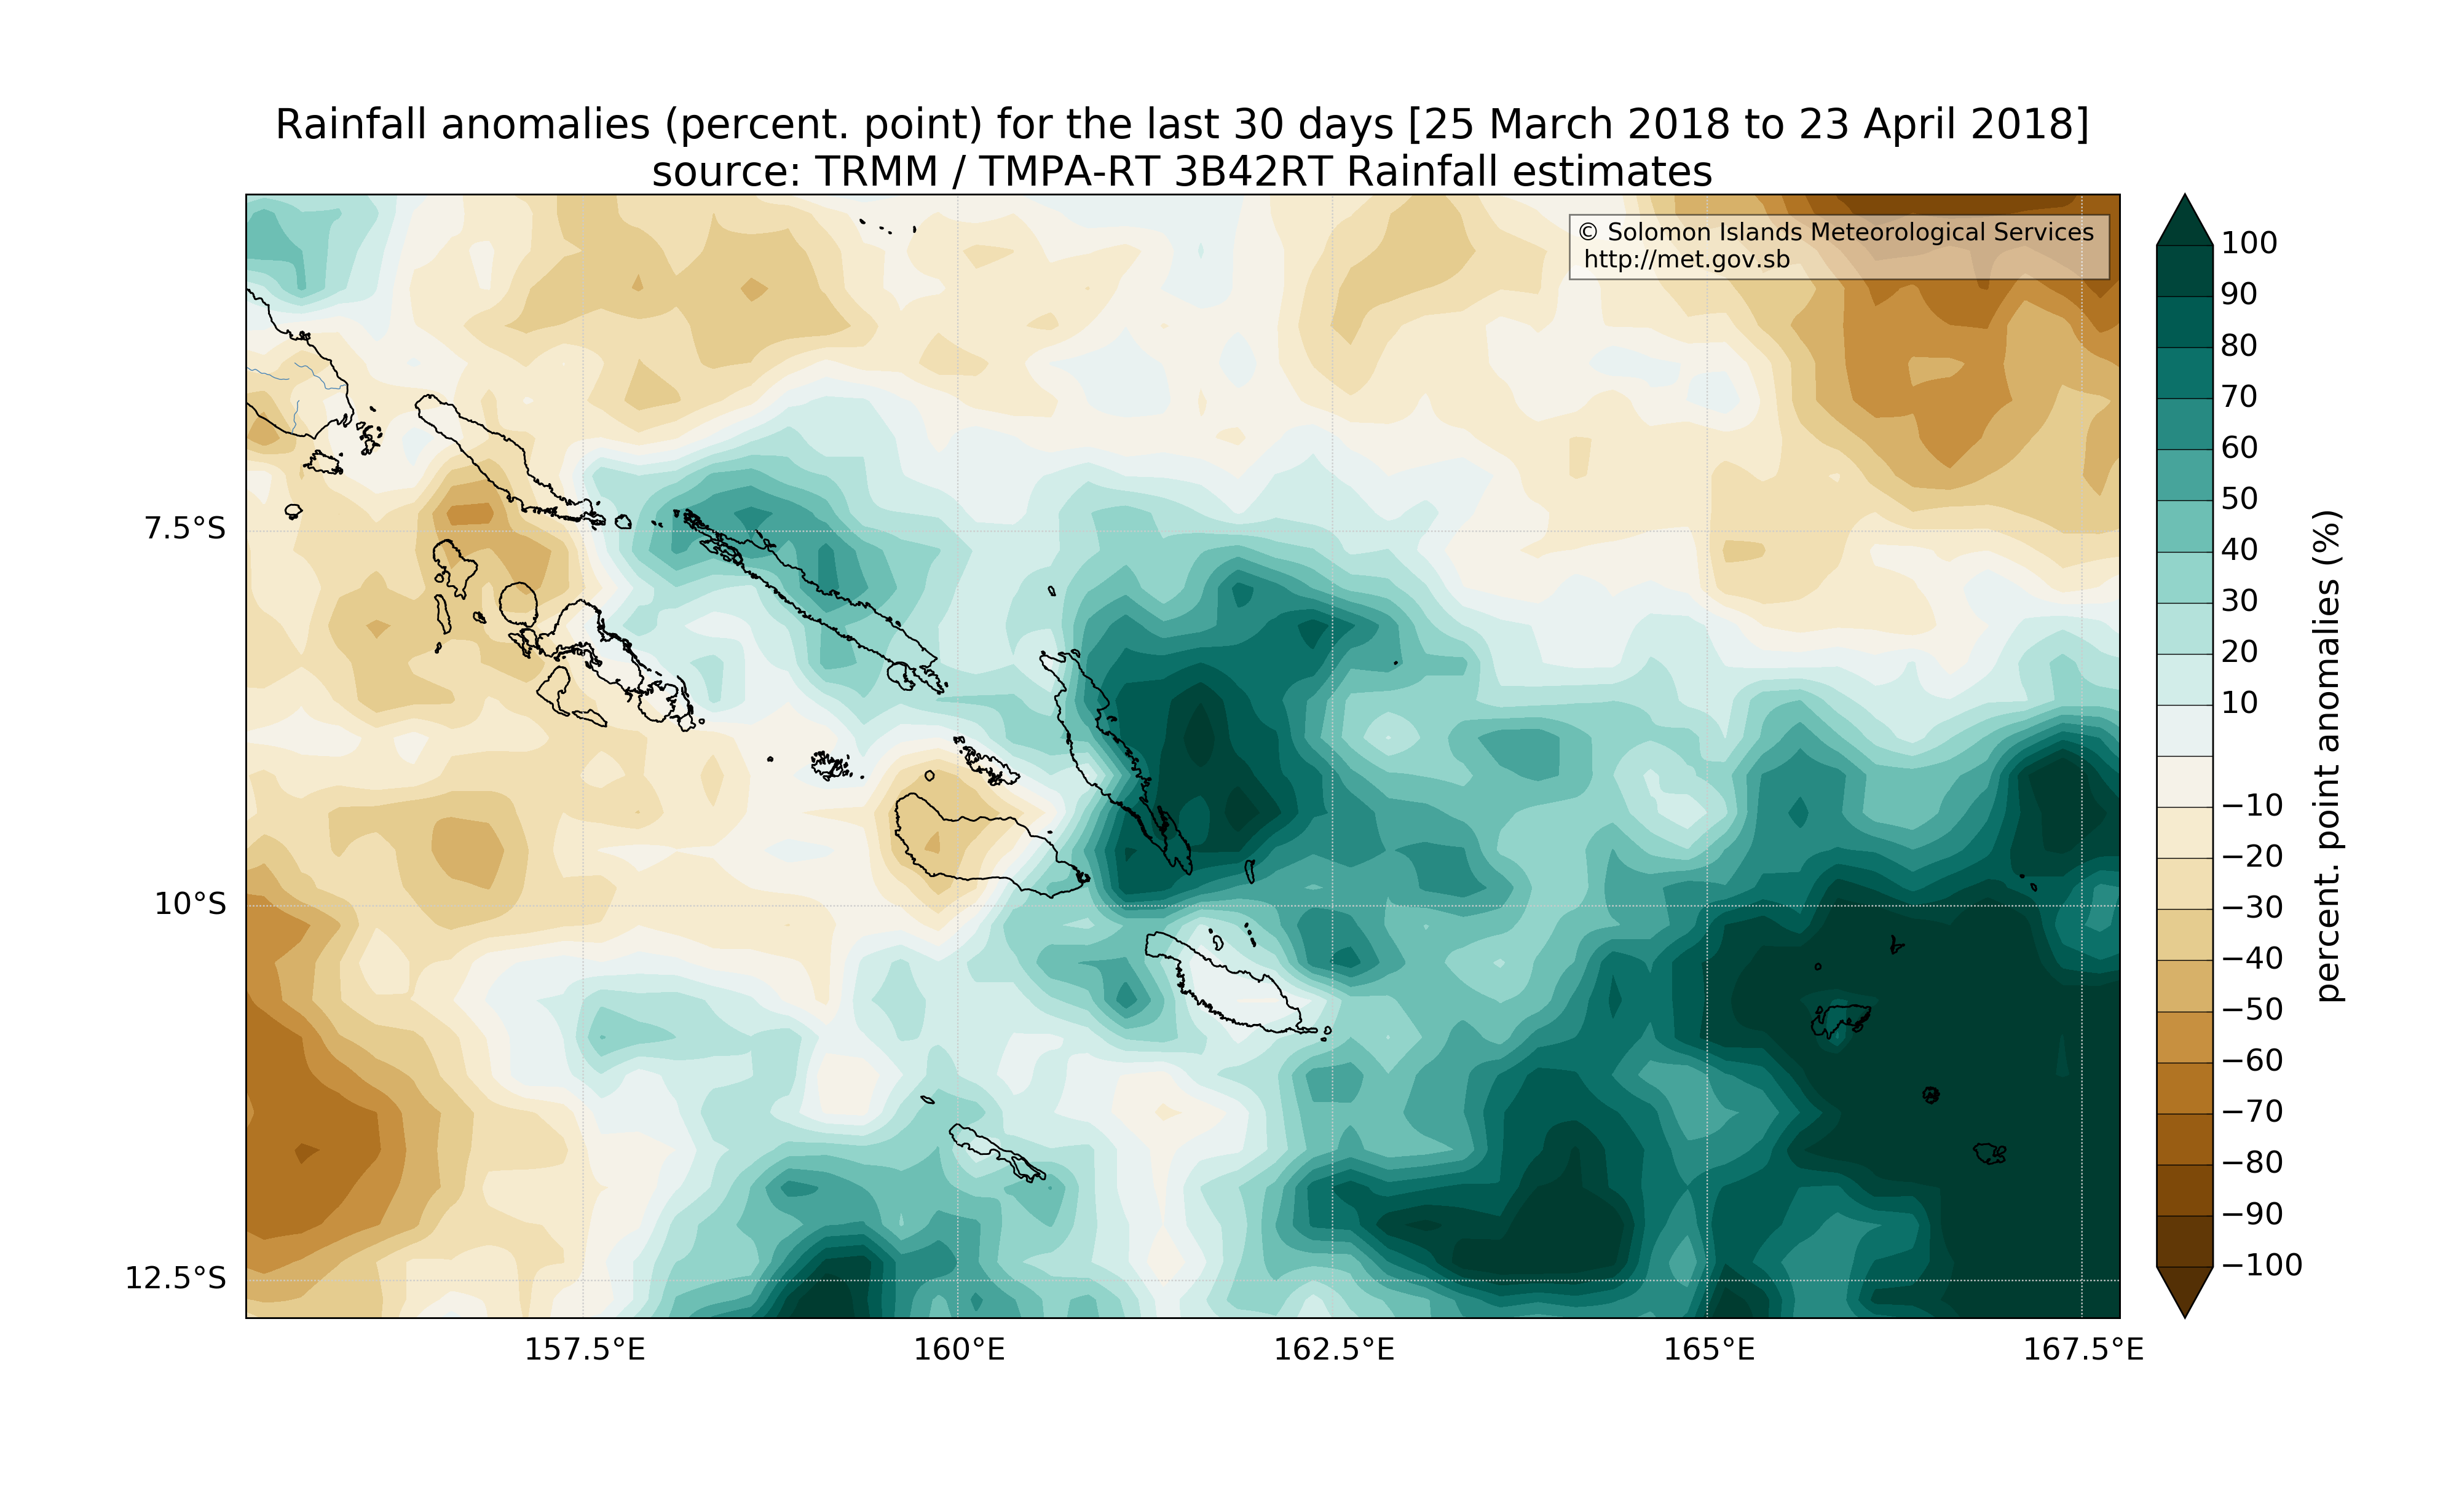 Rainfall anomalies (percent. point) for the last 30 days [25 March 2018 to 23 April 2018]
source: TRMM / TMPA-RT 3B42RT Rainfall estimates
© Solomon Islands Meteorological Services
http://met.gov.sb
7.5°S
10°S
12.5°S
157.5°E
160°E
162.5°E
165°E
167.5°E
100
90
80
70
60
50
40
30
20
10
−10
−20
−30
−40
−50
−60
−70
−80
−90
−100
percent. point anomalies (%)